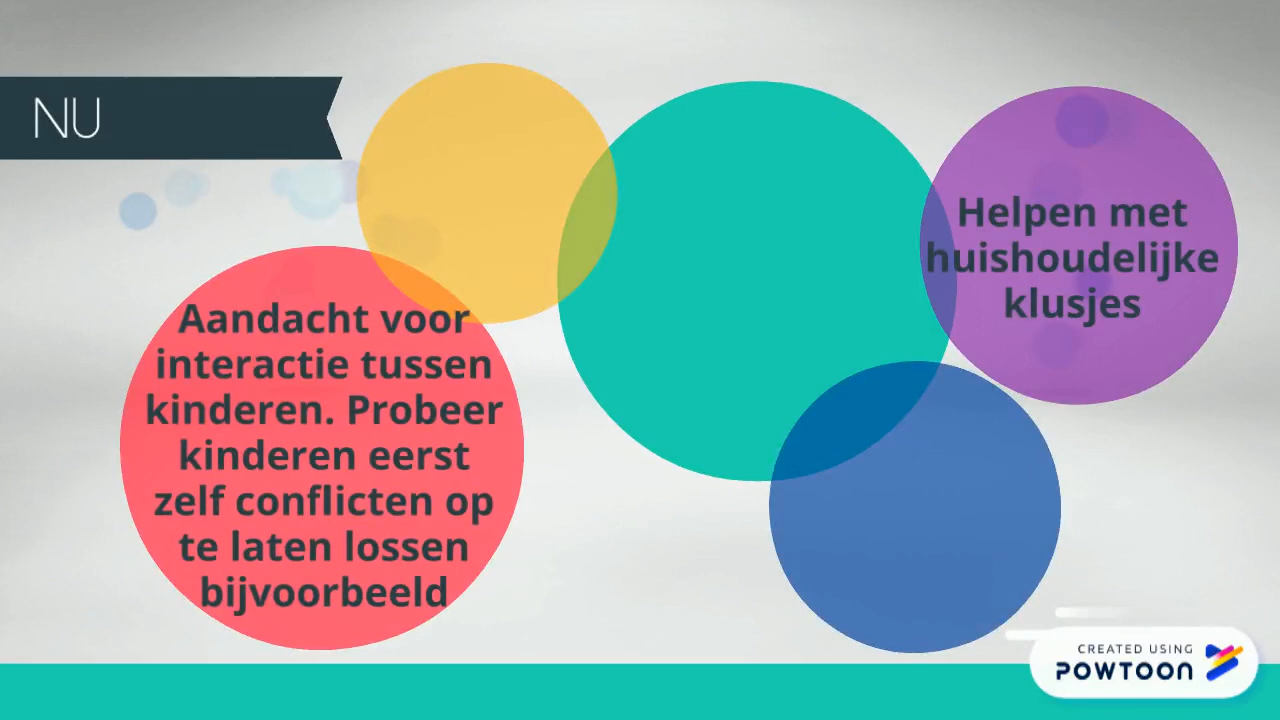 NU
Aandacht voor
interactie tussen
kinderen. Probeer
kinderen eerst
zelf conflicten op
te laten lossen
bijvoorbeeld
Helpen met
huishoudelijke
klusjes
CREATED USING
POWTOON